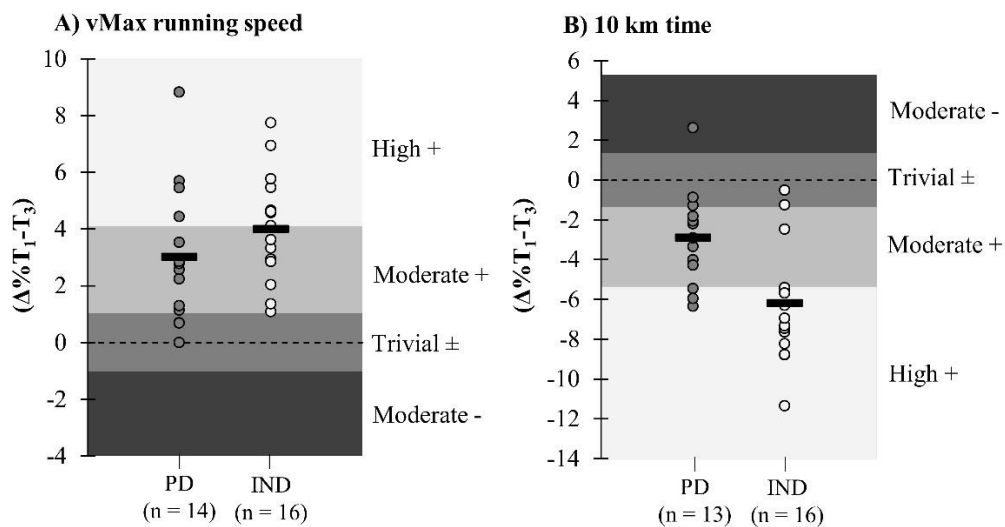 A) vMax running speed
(Δ%T₁-T₃)
10
8
6
4
2
0
-2
-4
High +
Moderate +
Trivial ±
Moderate -
PD
(n = 14)
IND
(n = 16)
B) 10 km time
(Δ%T₁-T₃)
6
4
2
0
-2
-4
-6
-8
-10
-12
-14
Moderate -
Trivial ±
Moderate +
High +
PD
(n = 13)
IND
(n = 16)